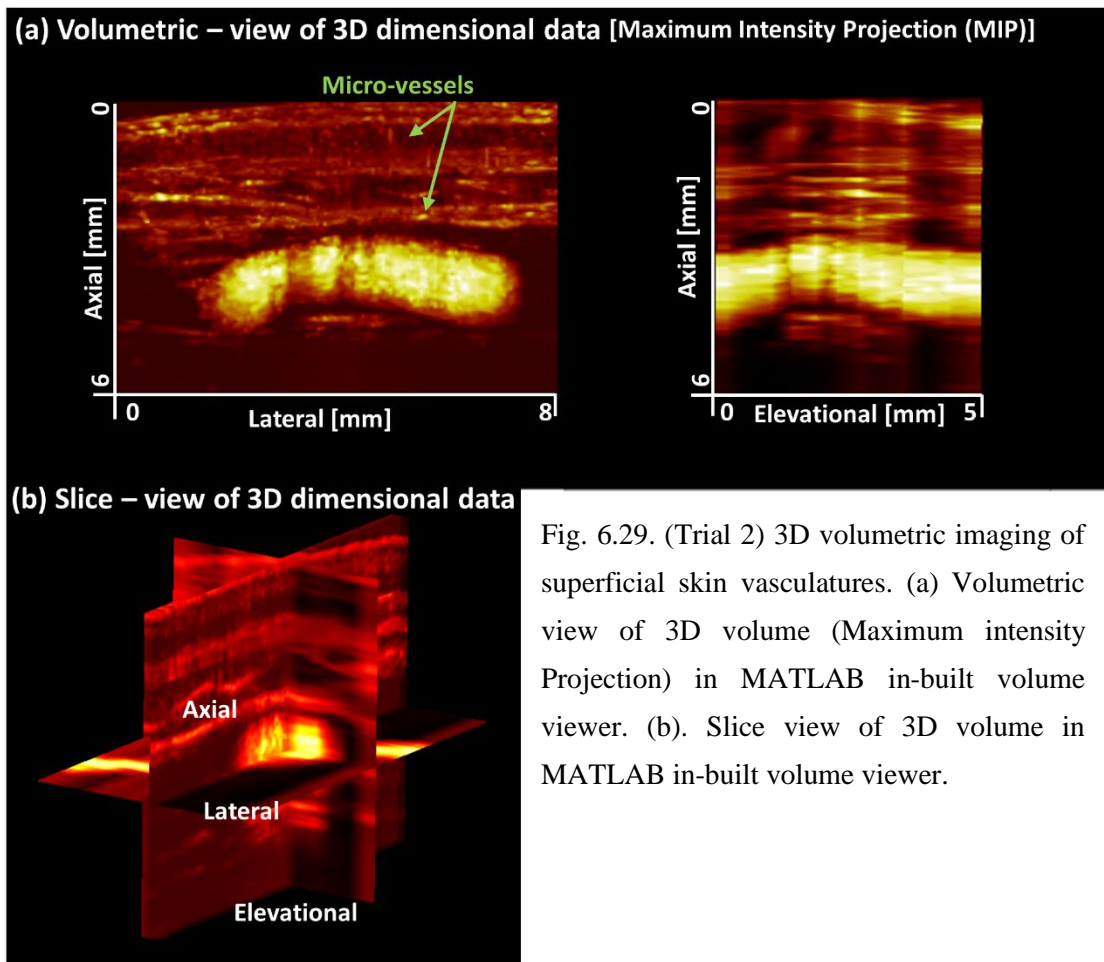 (a) Volumetric – view of 3D dimensional data [Maximum Intensity Projection (MIP)]
Micro-vessels
0
Axial [mm]
6
0
Lateral [mm]
8
0
Axial [mm]
6
0
Elevational [mm]
5
(b) Slice – view of 3D dimensional data
Axial
Lateral
Elevational
Fig. 6.29. (Trial 2) 3D volumetric imaging of
superficial skin vasculatures. (a) Volumetric
view of 3D volume (Maximum intensity
Projection) in MATLAB in-built volume
viewer. (b). Slice view of 3D volume in
MATLAB in-built volume viewer.